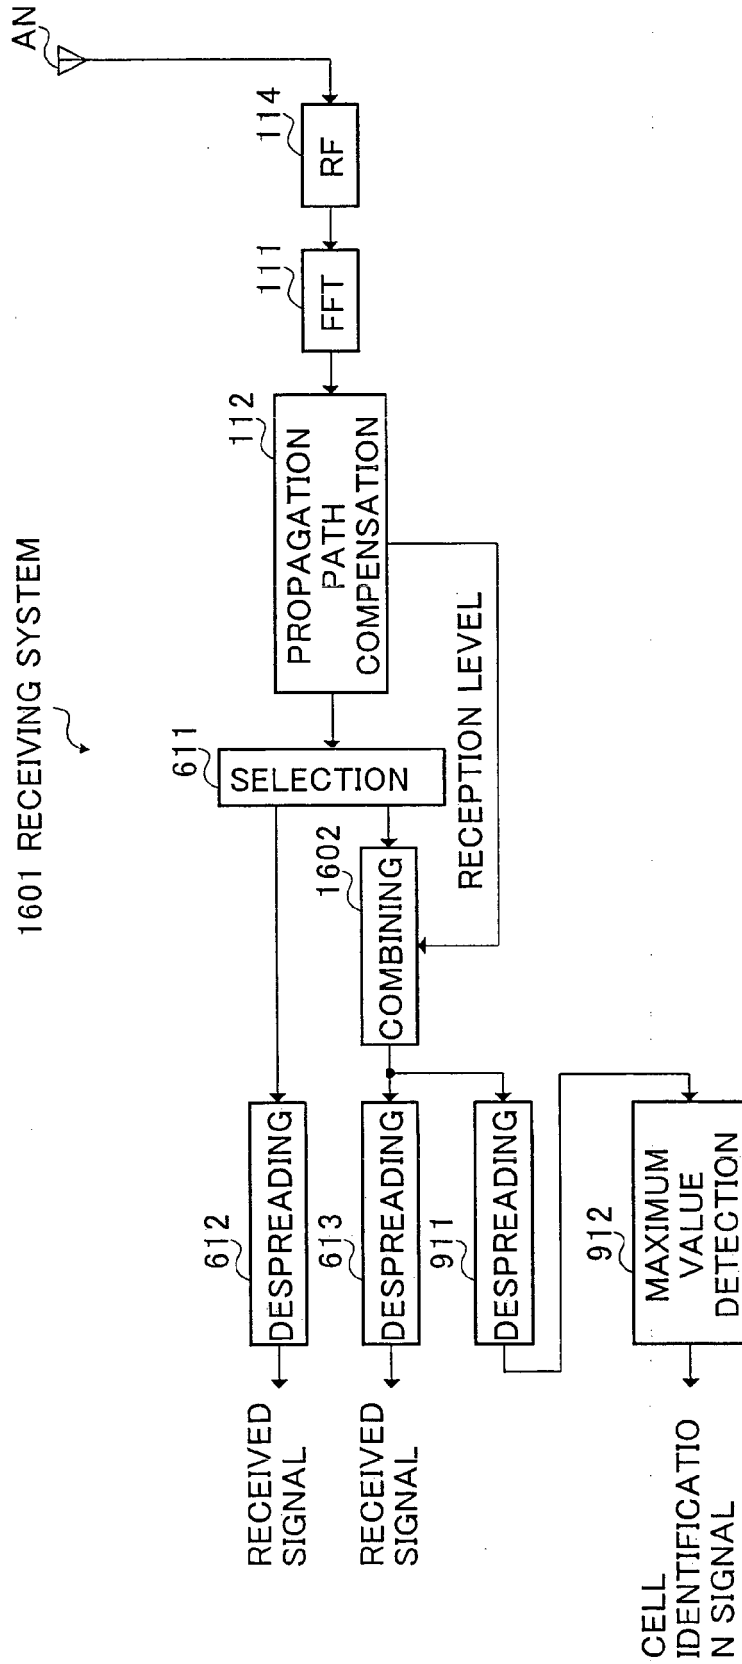 1601 RECEIVING SYSTEM
AN
114
RF
111
FFT
112
PROPAGATION
PATH
COMPENSATION
611
SELECTION
RECEPTION LEVEL
1602
COMBINING
612
DESPREADING
613
DESPREADING
911
DESPREADING
912
MAXIMUM
VALUE
DETECTION
RECEIVED
SIGNAL
RECEIVED
SIGNAL
CELL
IDENTIFICATIO
N SIGNAL